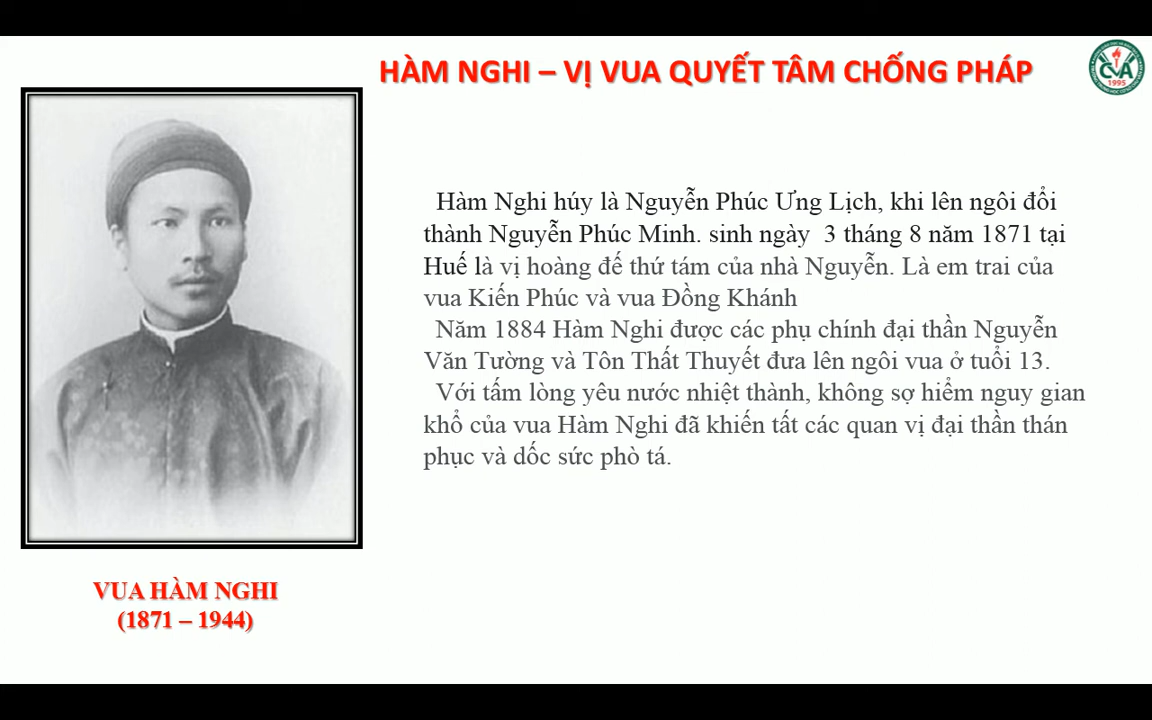 HÀM NGHI – VỊ VUA QUYẾT TÂM CHỐNG PHÁP
CVA
1995
Hàm Nghi húy là Nguyễn Phúc Ưng Lịch, khi lên ngôi đổi
thành Nguyễn Phúc Minh. sinh ngày 3 tháng 8 năm 1871 tại
Huế là vị hoàng đế thứ tám của nhà Nguyễn. Là em trai của
vua Kiến Phúc và vua Đồng Khánh
Năm 1884 Hàm Nghi được các phụ chính đại thần Nguyễn
Văn Tường và Tôn Thất Thuyết đưa lên ngôi vua ở tuổi 13.
Với tấm lòng yêu nước nhiệt thành, không sợ hiểm nguy gian
khổ của vua Hàm Nghi đã khiến tất các quan vị đại thần thán
phục và dốc sức phò tá.
VUA HÀM NGHI
(1871 – 1944)